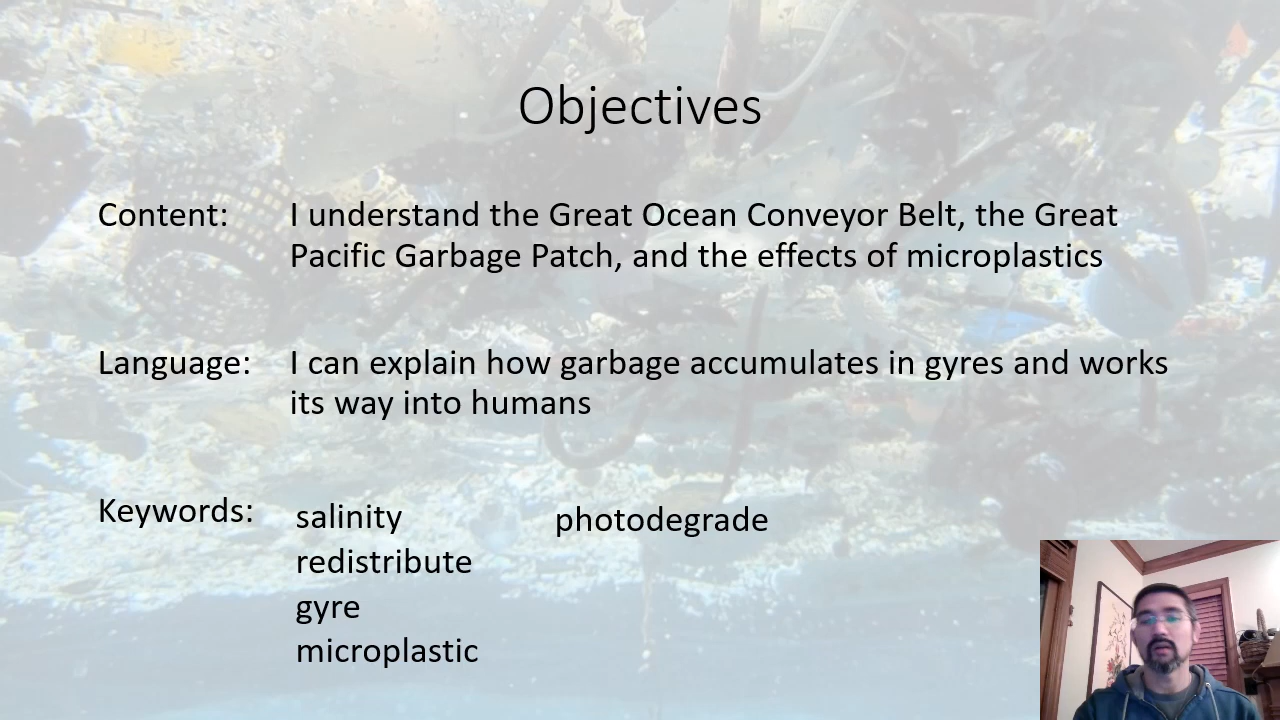 Objectives
Content: I understand the Great Ocean Conveyor Belt, the Great
Pacific Garbage Patch, and the effects of microplastics
Language: I can explain how garbage accumulates in gyres and works
its way into humans
Keywords: salinity photodegrade
redistribute
gyre
microplastic